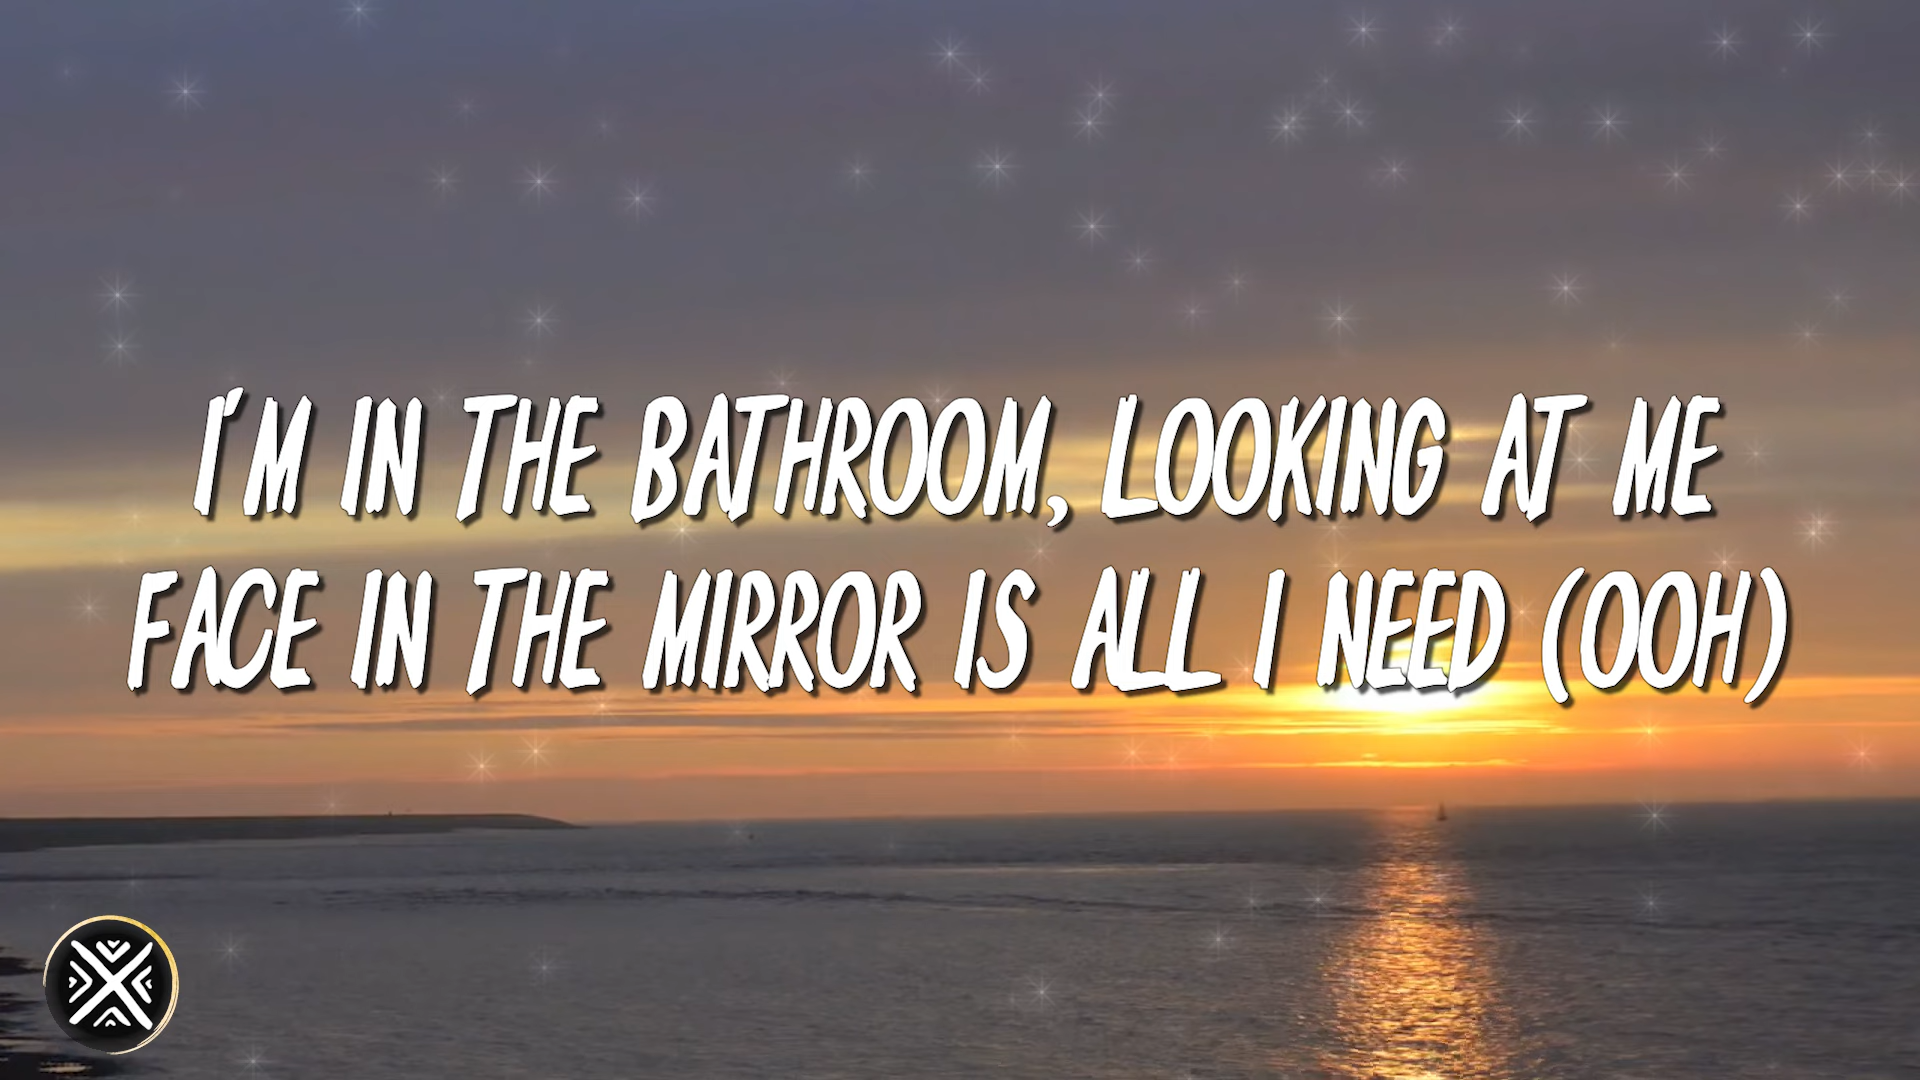 I'M IN THE BATHROOM, LOOKING AT ME
FACE IN THE MIRROR IS ALL I NEED (OOH)